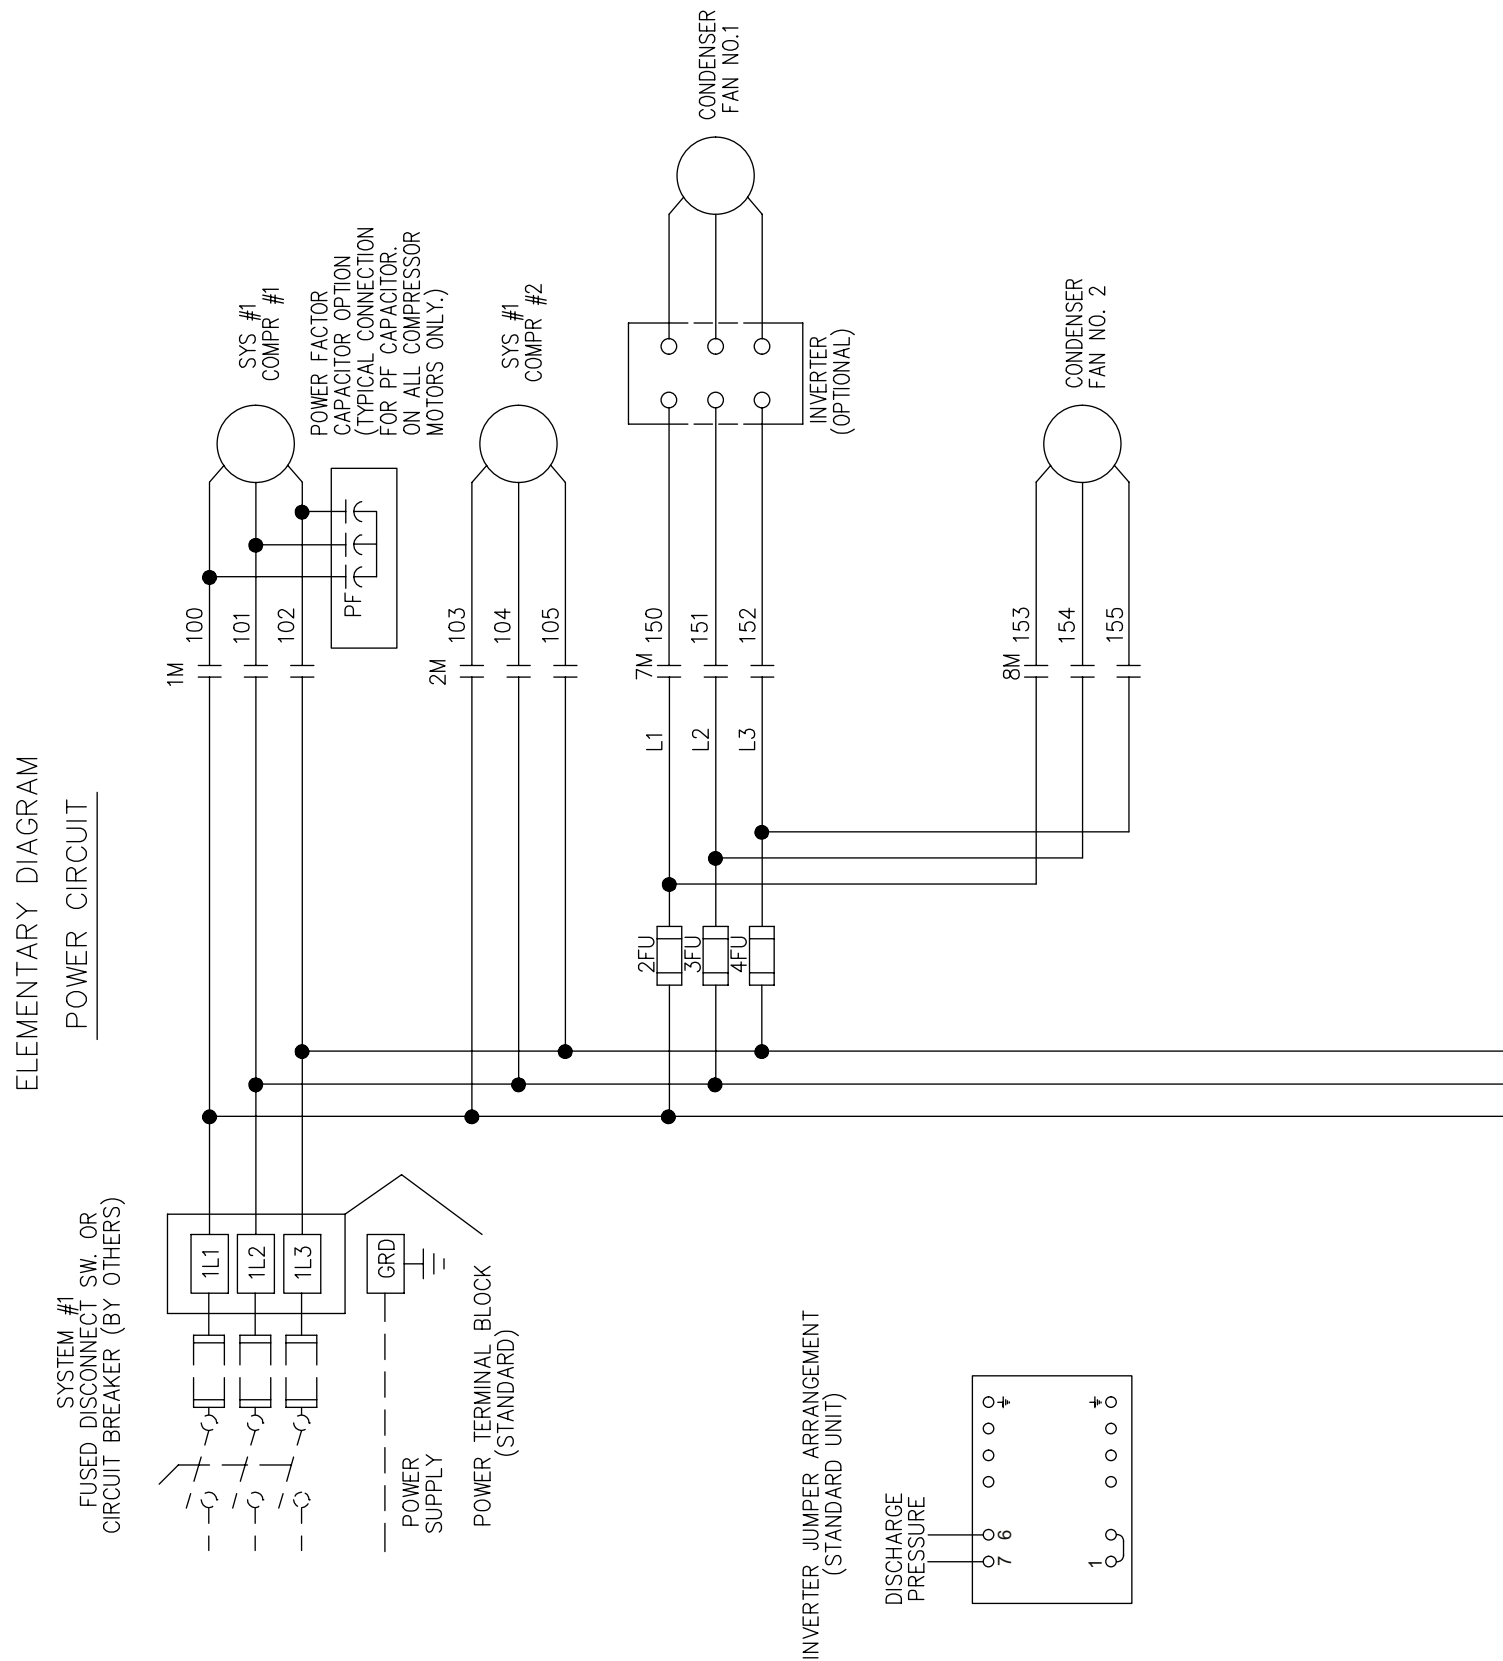 ELEMENTARY DIAGRAM
POWER CIRCUIT
SYSTEM #1
FUSED DISCONNECT SW. OR
CIRCUIT BREAKER (BY OTHERS)
1L1
1L2
1L3
GRD
POWER
SUPPLY
POWER TERMINAL BLOCK
(STANDARD)
1M
100
101
102
SYS #1
COMPR #1
PF
POWER FACTOR
CAPACITOR OPTION
(TYPICAL CONNECTION
FOR PF CAPACITOR.
ON ALL COMPRESSOR
MOTORS ONLY.)
2M
103
104
105
SYS #1
COMPR #2
2FU
3FU
4FU
L1
L2
L3
7M
150
151
152
INVERTER
(OPTIONAL)
CONDENSER
FAN NO.1
8M
153
154
155
CONDENSER
FAN NO. 2
INVERTER JUMPER ARRANGEMENT
(STANDARD UNIT)
DISCHARGE
PRESSURE
7
6
1